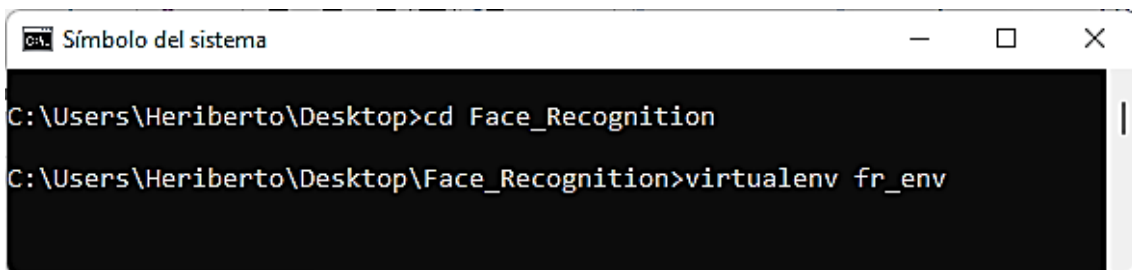 Símbolo del sistema
C:\Users\Heriberto\Desktop>cd Face_Recognition
C:\Users\Heriberto\Desktop\Face_Recognition>virtualenv fr_env